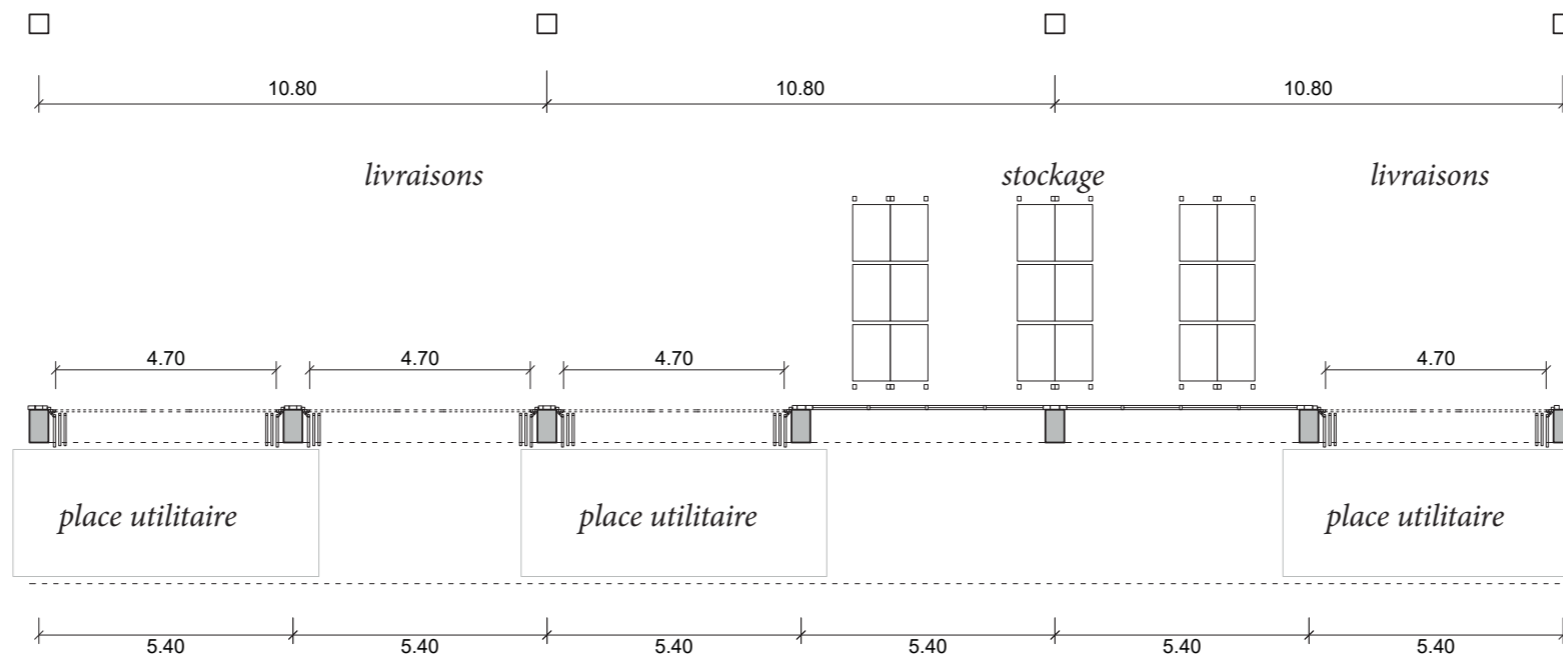 10.80 10.80 10.80
livraisons stockage livraisons
4.70 4.70 4.70 4.70
place utilitaire place utilitaire place utilitaire
5.40 5.40 5.40 5.40 5.40 5.40